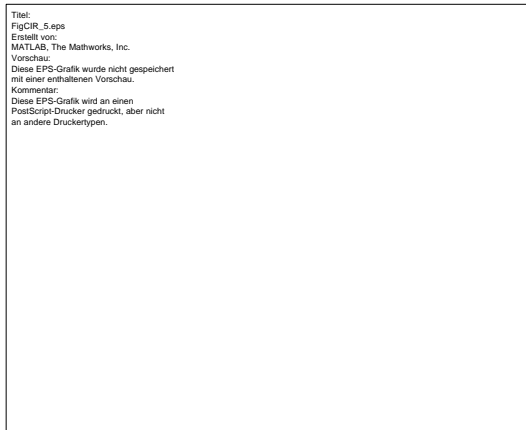 Titel:
FigCIR_5.eps
Erstellt von:
MATLAB, The Mathworks, Inc.
Vorschau:
Diese EPS-Grafik wurde nicht gespeichert
mit einer enthaltenen Vorschau.
Kommentar:
Diese EPS-Grafik wird an einen
PostScript-Drucker gedruckt, aber nicht
an andere Druckertypen.